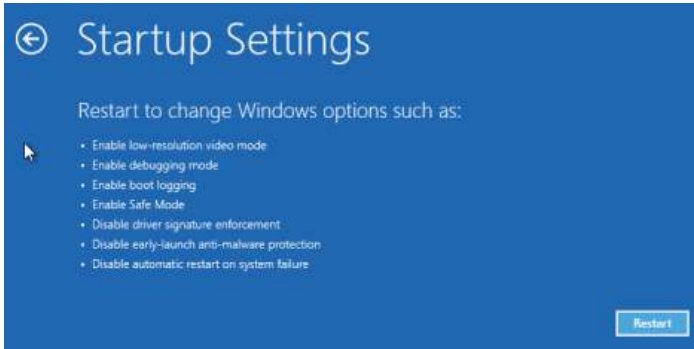 Startup Settings
Restart to change Windows options such as:
• Enable low-resolution video mode
• Enable debugging mode
• Enable boot logging
• Enable Safe Mode
• Disable driver signature enforcement
• Disable early-launch anti-malware protection
• Disable automatic restart on system failure
Restart